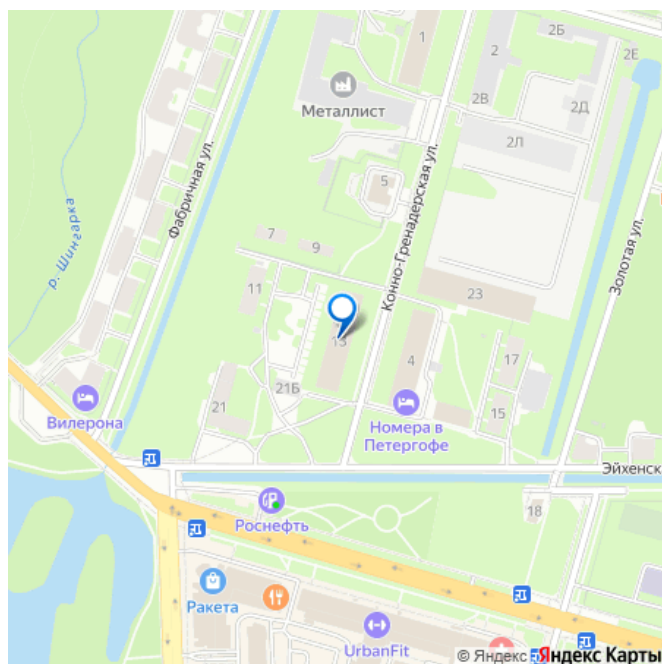 1
2Б
2
2Е
Металлист
2В
2Д
2Л
Фабричная ул.
5
Конно-Гренадерская ул.
р. Шингарка
7
9
Золотая ул.
11
23
13
4
17
21Б
21
15
Вилерона
Номера в
Петергофе
Эйхенск
Роснефть
18
Ракета
UrbanFit
© Яндекс Яндекс Карты